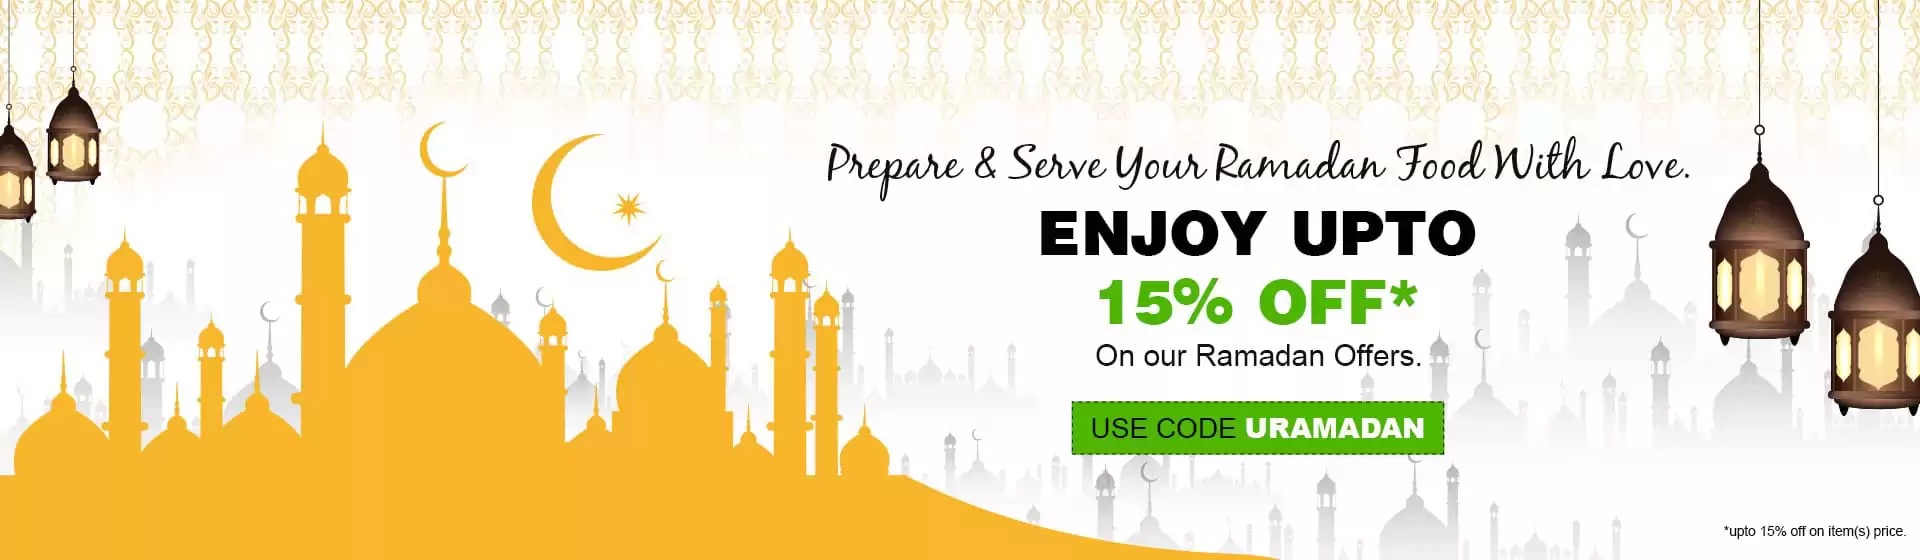 Prepare & Serve Your Ramadan Food With Love.
ENJOY UPTO
15% OFF*
On our Ramadan Offers.
USE CODE URAMADAN
*upto 15% off on item(s) price.